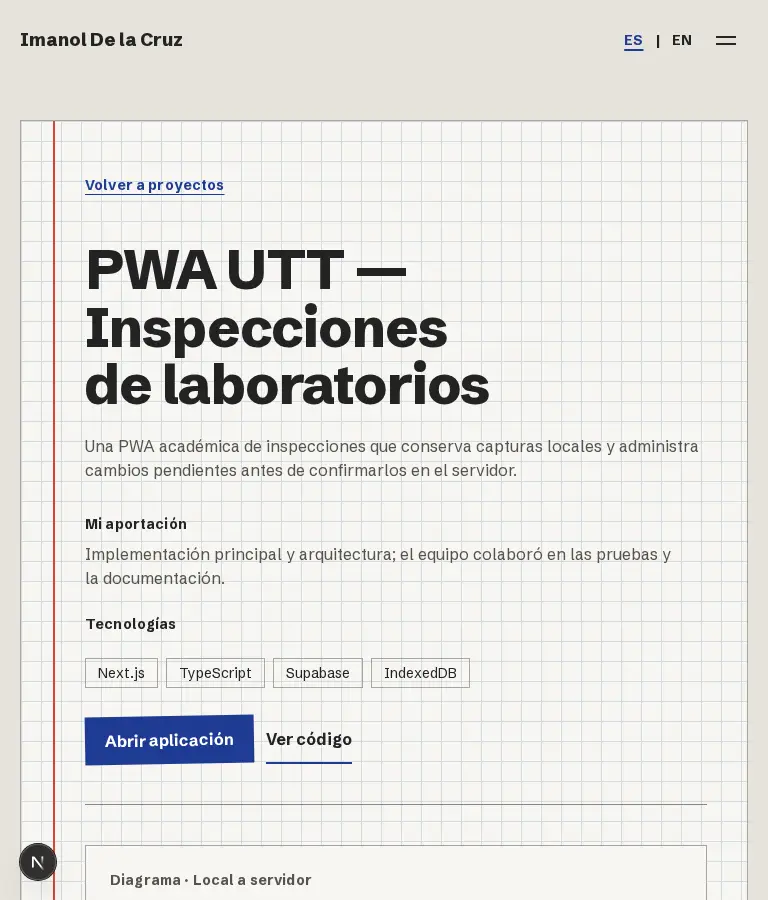 Imanol De la Cruz
ES | EN
Volver a proyectos
PWA UTT —
Inspecciones
de laboratorios
Una PWA académica de inspecciones que conserva capturas locales y administra
cambios pendientes antes de confirmarlos en el servidor.
Mi aportación
Implementación principal y arquitectura; el equipo colaboró en las pruebas y
la documentación.
Tecnologías
Next.js TypeScript Supabase IndexedDB
Abrir aplicación Ver código
N
Diagrama · Local a servidor